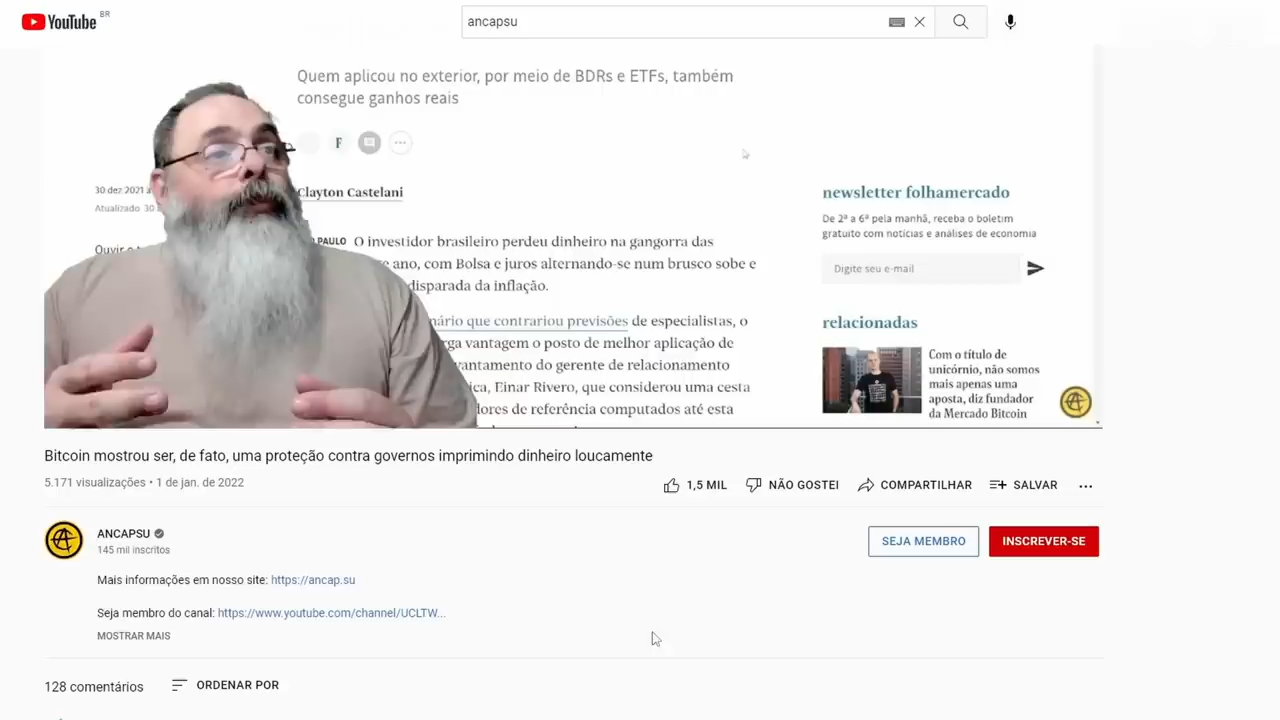 YouTube BR
ancapsu
Quem aplicou no exterior, por meio de BDRs e ETFs, também
consegue ganhos reais
F
30 dez.2021
Clayton Castelani
Atualizado 30
Ouvir o
PAULO O investidor brasileiro perdeu dinheiro na gangorra das
ano, com Bolsa e juros alternando-se num brusco sobe e
disparada da inflação.
que contrariou previsões de especialistas, o
vantagem o posto de melhor aplicação de
do gerente de relacionamento
Einar Rivero, que considerou uma cesta
de referência computados até esta
newsletter folhamercado
De 2ª a 6ª pela manhã, receba o boletim
gratuito com notícias e análises de economia
Digite seu e-mail
relacionadas
Com o título de
unicórnio, não somos
mais apenas uma
aposta, diz fundador
da Mercado Bitcoin
Bitcoin mostrou ser, de fato, uma proteção contra governos imprimindo dinheiro loucamente
5.171 visualizações • 1 de jan. de 2022
1,5 MIL NÃO GOSTEI COMPARTILHAR SALVAR
ANCAPSU
145 mil inscritos
SEJA MEMBRO
INSCREVER-SE
Mais informações em nosso site: https://ancap.su
Seja membro do canal: https://www.youtube.com/channel/UCLTW...
MOSTRAR MAIS
128 comentários
ORDENAR POR